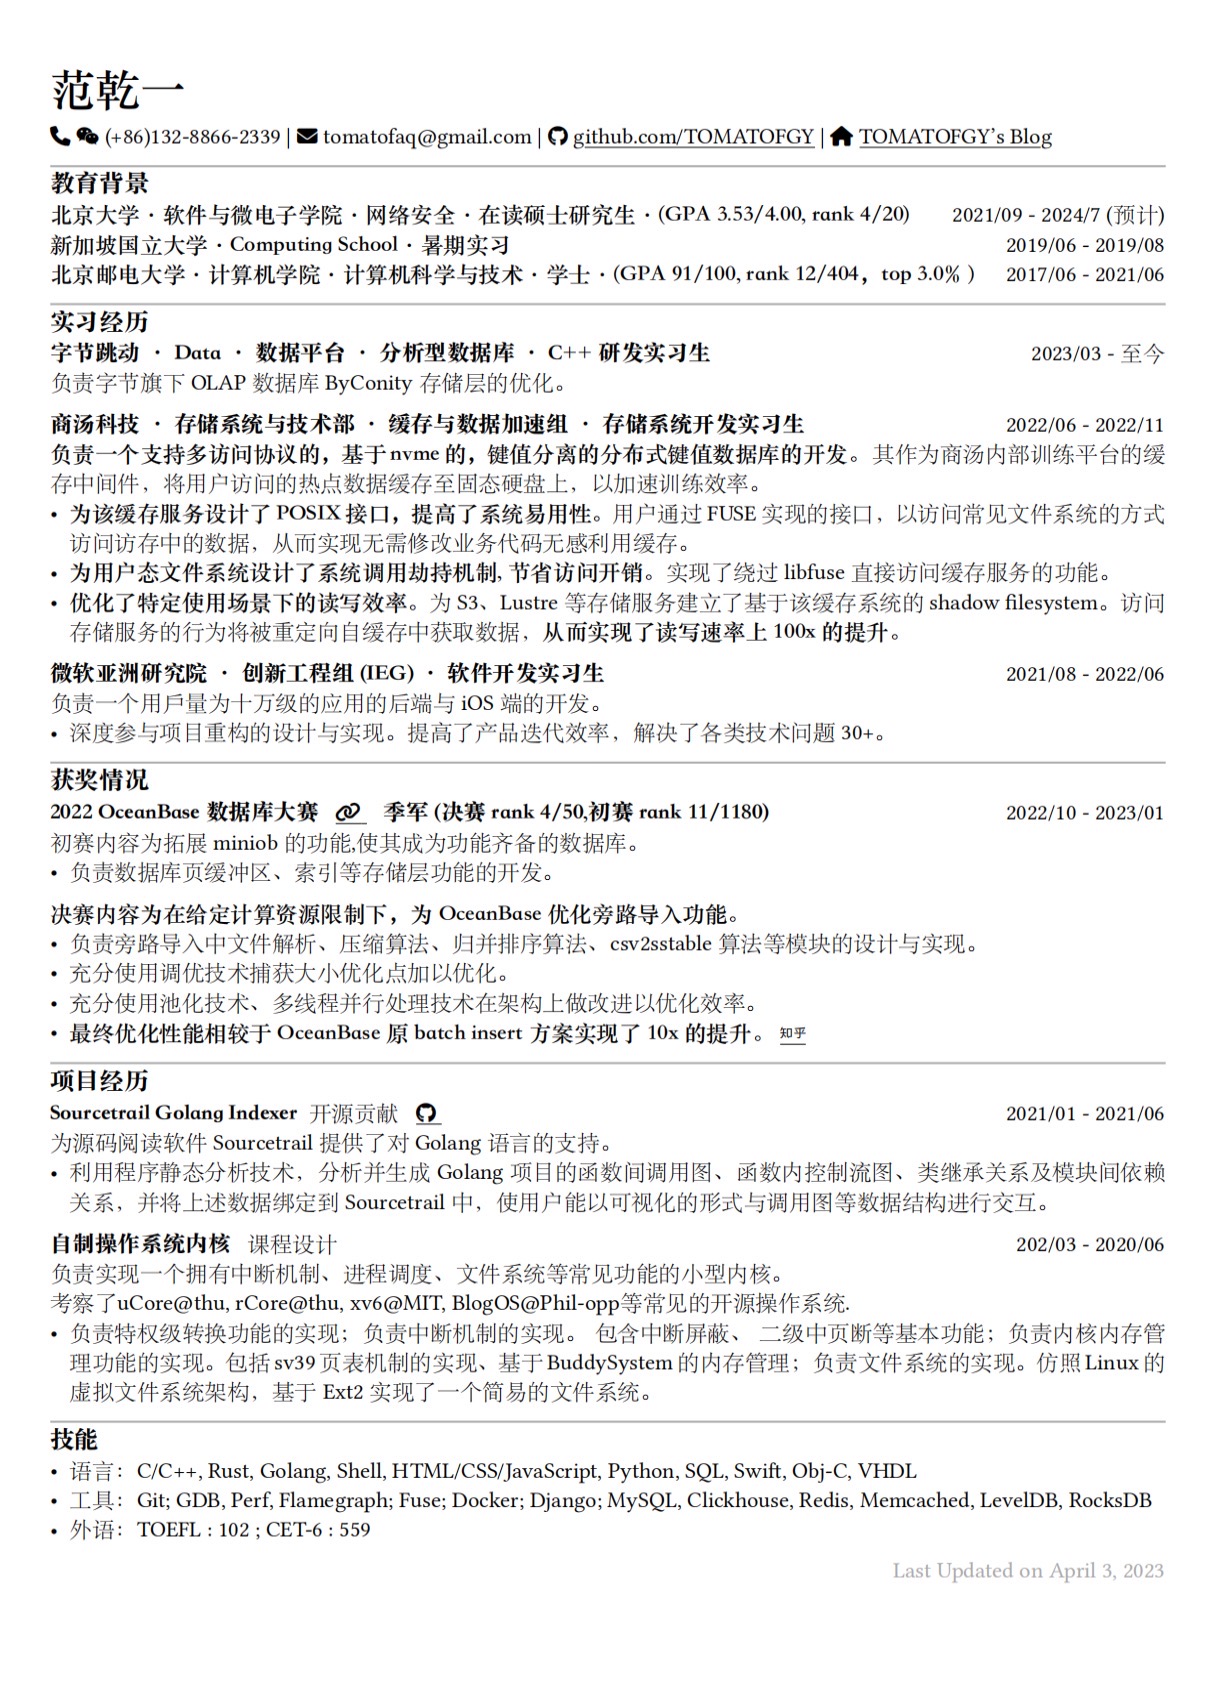 范乾一
(+86)132-8866-2339 | tomatofaq@gmail.com | github.com/TOMATOFGY | TOMATOFGY's Blog
教育背景
北京大学 · 软件与微电子学院 · 网络安全 · 在读硕士研究生 · (GPA 3.53/4.00, rank 4/20) 2021/09 - 2024/7 (预计)
新加坡国立大学 · Computing School · 暑期实习 2019/06 - 2019/08
北京邮电大学 · 计算机学院 · 计算机科学与技术 · 学士 · (GPA 91/100, rank 12/404，top 3.0% ) 2017/06 - 2021/06
实习经历
字节跳动 · Data · 数据平台 · 分析型数据库 · C++ 研发实习生 2023/03 - 至今
负责字节旗下 OLAP 数据库 ByConity 存储层的优化。
商汤科技 · 存储系统与技术部 · 缓存与数据加速组 · 存储系统开发实习生 2022/06 - 2022/11
负责一个支持多访问协议的，基于 nvme 的，键值分离的分布式键值数据库的开发。其作为商汤内部训练平台的缓
存中间件，将用户访问的热点数据缓存至固态硬盘上，以加速训练效率。
• 为该缓存服务设计了 POSIX 接口，提高了系统易用性。用户通过 FUSE 实现的接口，以访问常见文件系统的方式
访问访存中的数据，从而实现无需修改业务代码无感利用缓存。
• 为用户态文件系统设计了系统调用劫持机制, 节省访问开销。实现了绕过 libfuse 直接访问缓存服务的功能。
• 优化了特定使用场景下的读写效率。为 S3、Lustre 等存储服务建立了基于该缓存系统的 shadow filesystem。访问
存储服务的行为将被重定向自缓存中获取数据，从而实现了读写速率上 100x 的提升。
微软亚洲研究院 · 创新工程组 (IEG) · 软件开发实习生 2021/08 - 2022/06
负责一个用戶量为十万级的应用的后端与 iOS 端的开发。
• 深度参与项目重构的设计与实现。提高了产品迭代效率，解决了各类技术问题 30+。
获奖情况
2022 OceanBase 数据库大赛 季军 (决赛 rank 4/50,初赛 rank 11/1180) 2022/10 - 2023/01
初赛内容为拓展 miniob 的功能,使其成为功能齐备的数据库。
• 负责数据库页缓冲区、索引等存储层功能的开发。
决赛内容为在给定计算资源限制下，为 OceanBase 优化旁路导入功能。
• 负责旁路导入中文件解析、压缩算法、归并排序算法、csv2sstable 算法等模块的设计与实现。
• 充分使用调优技术捕获大小优化点加以优化。
• 充分使用池化技术、多线程并行处理技术在架构上做改进以优化效率。
• 最终优化性能相较于 OceanBase 原 batch insert 方案实现了 10x 的提升。 知乎
项目经历
Sourcetrail Golang Indexer 开源贡献 2021/01 - 2021/06
为源码阅读软件 Sourcetrail 提供了对 Golang 语言的支持。
• 利用程序静态分析技术，分析并生成 Golang 项目的函数间调用图、函数内控制流图、类继承关系及模块间依赖
关系，并将上述数据绑定到 Sourcetrail 中，使用户能以可视化的形式与调用图等数据结构进行交互。
自制操作系统内核 课程设计 202/03 - 2020/06
负责实现一个拥有中断机制、进程调度、文件系统等常见功能的小型内核。
考察了uCore@thu, rCore@thu, xv6@MIT, BlogOS@Phil-opp等常见的开源操作系统.
• 负责特权级转换功能的实现；负责中断机制的实现。 包含中断屏蔽、 二级中页断等基本功能；负责内核内存管
理功能的实现。包括 sv39 页表机制的实现、基于 BuddySystem 的内存管理；负责文件系统的实现。仿照 Linux 的
虚拟文件系统架构，基于 Ext2 实现了一个简易的文件系统。
技能
• 语言： C/C++, Rust, Golang, Shell, HTML/CSS/JavaScript, Python, SQL, Swift, Obj-C, VHDL
• 工具： Git; GDB, Perf, Flamegraph; Fuse; Docker; Django; MySQL, Clickhouse, Redis, Memcached, LevelDB, RocksDB
• 外语： TOEFL : 102 ; CET-6 : 559
Last Updated on April 3, 2023